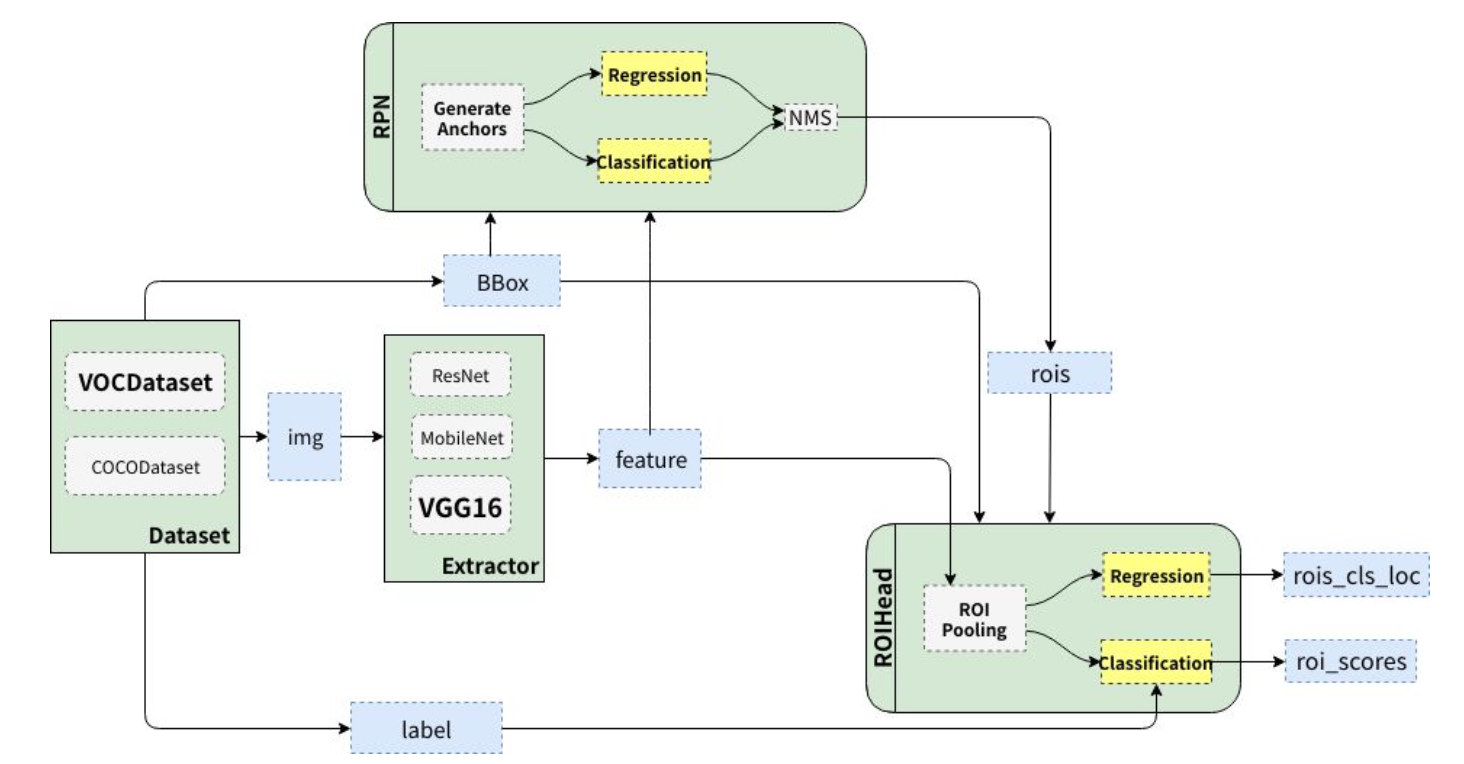 RPN
Generate
Anchors
Regression
Classification
NMS
BBox
VOCDataset
COCODataset
Dataset
img
ResNet
MobileNet
VGG16
Extractor
feature
rois
ROIHead
ROI
Pooling
Regression
Classification
rois_cls_loc
roi_scores
label